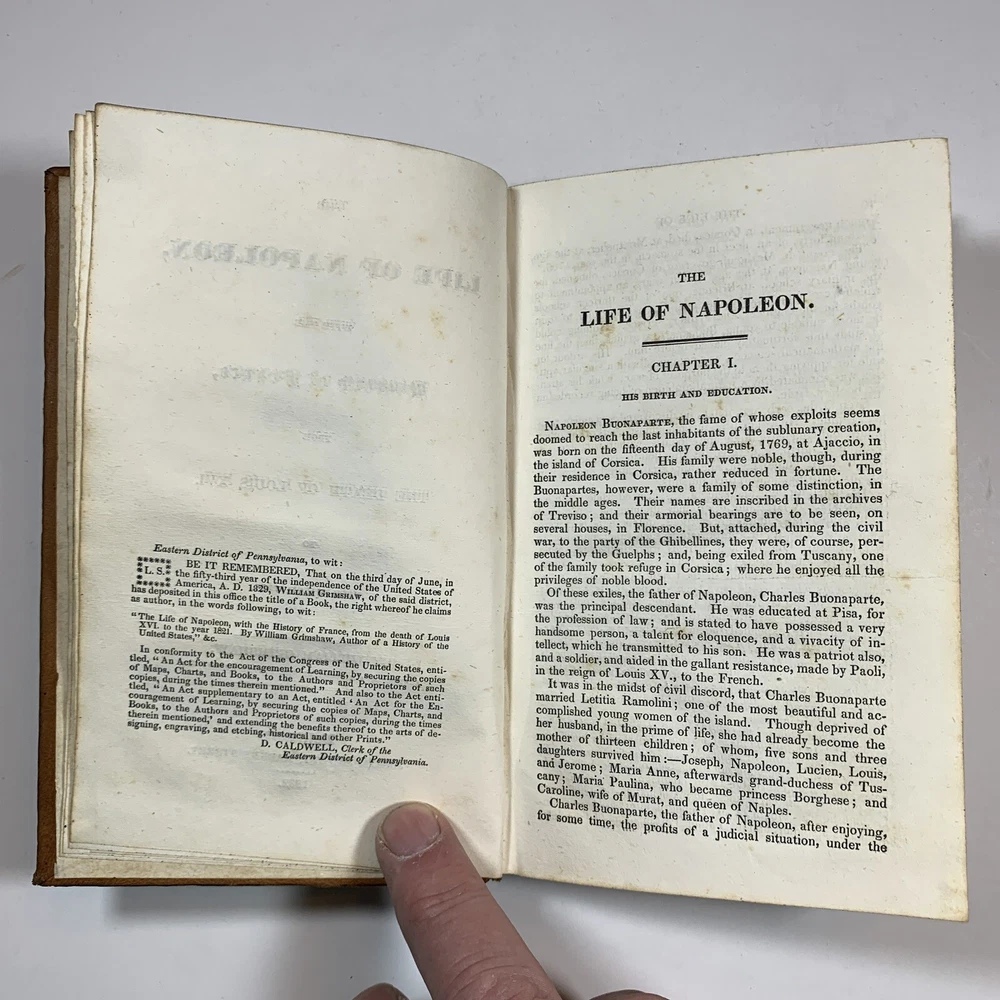 Eastern District of Pennsylvania, to wit:
L. S.
BE IT REMEMBERED, That on the third day of June, in
the fifty-third year of the independence of the United States of
America, A. D. 1829, WILLIAM GRIMSHAW, of the said district,
has deposited in this office the title of a Book, the right whereof he claims
as author, in the words following, to wit:
"The Life of Napoleon, with the History of France, from the death of Louis
XVI. to the year 1821. By William Grimshaw, Author of a History of the
United States," &c.
In conformity to the Act of the Congress of the United States, enti-
tled, "An Act for the encouragement of Learning, by securing the copies
of Maps, Charts, and Books, to the Authors and Proprietors of such
copies, during the times therein mentioned." And also to the Act enti-
tled, "An Act supplementary to an Act, entitled 'An Act for the En-
couragement of Learning, by securing the copies of Maps, Charts, and
Books, to the Authors and Proprietors of such copies, during the times
therein mentioned,' and extending the benefits thereof to the arts of de-
signing, engraving, and etching, historical and other Prints."
D. CALDWELL, Clerk of the
Eastern District of Pennsylvania.
THE
LIFE OF NAPOLEON.
CHAPTER I.
HIS BIRTH AND EDUCATION.
NAPOLEON BUONAPARTE, the fame of whose exploits seems
doomed to reach the last inhabitants of the sublunary creation,
was born on the fifteenth day of August, 1769, at Ajaccio, in
the island of Corsica. His family were noble, though, during
their residence in Corsica, rather reduced in fortune. The
Buonapartes, however, were a family of some distinction, in
the middle ages. Their names are inscribed in the archives
of Treviso; and their armorial bearings are to be seen, on
several houses, in Florence. But, attached, during the civil
war, to the party of the Ghibellines, they were, of course, per-
secuted by the Guelphs; and, being exiled from Tuscany, one
of the family took refuge in Corsica; where he enjoyed all the
privileges of noble blood.
Of these exiles, the father of Napoleon, Charles Buonaparte,
was the principal descendant. He was educated at Pisa, for
the profession of law; and is stated to have possessed a very
handsome person, a talent for eloquence, and a vivacity of in-
tellect, which he transmitted to his son. He was a patriot also,
and a soldier, and aided in the gallant resistance, made by Paoli,
in the reign of Louis XV., to the French.
It was in the midst of civil discord, that Charles Buonaparte
married Letitia Ramolini; one of the most beautiful and ac-
complished young women of the island. Though deprived of
her husband, in the prime of life, she had already become the
mother of thirteen children; of whom, five sons and three
daughters survived him:—Joseph, Napoleon, Lucien, Louis,
and Jerome; Maria Anne, afterwards grand-duchess of Tus-
cany; Maria Paulina, who became princess Borghese; and
Caroline, wife of Murat, and queen of Naples.
Charles Buonaparte, the father of Napoleon, after enjoying,
for some time, the profits of a judicial situation, under the